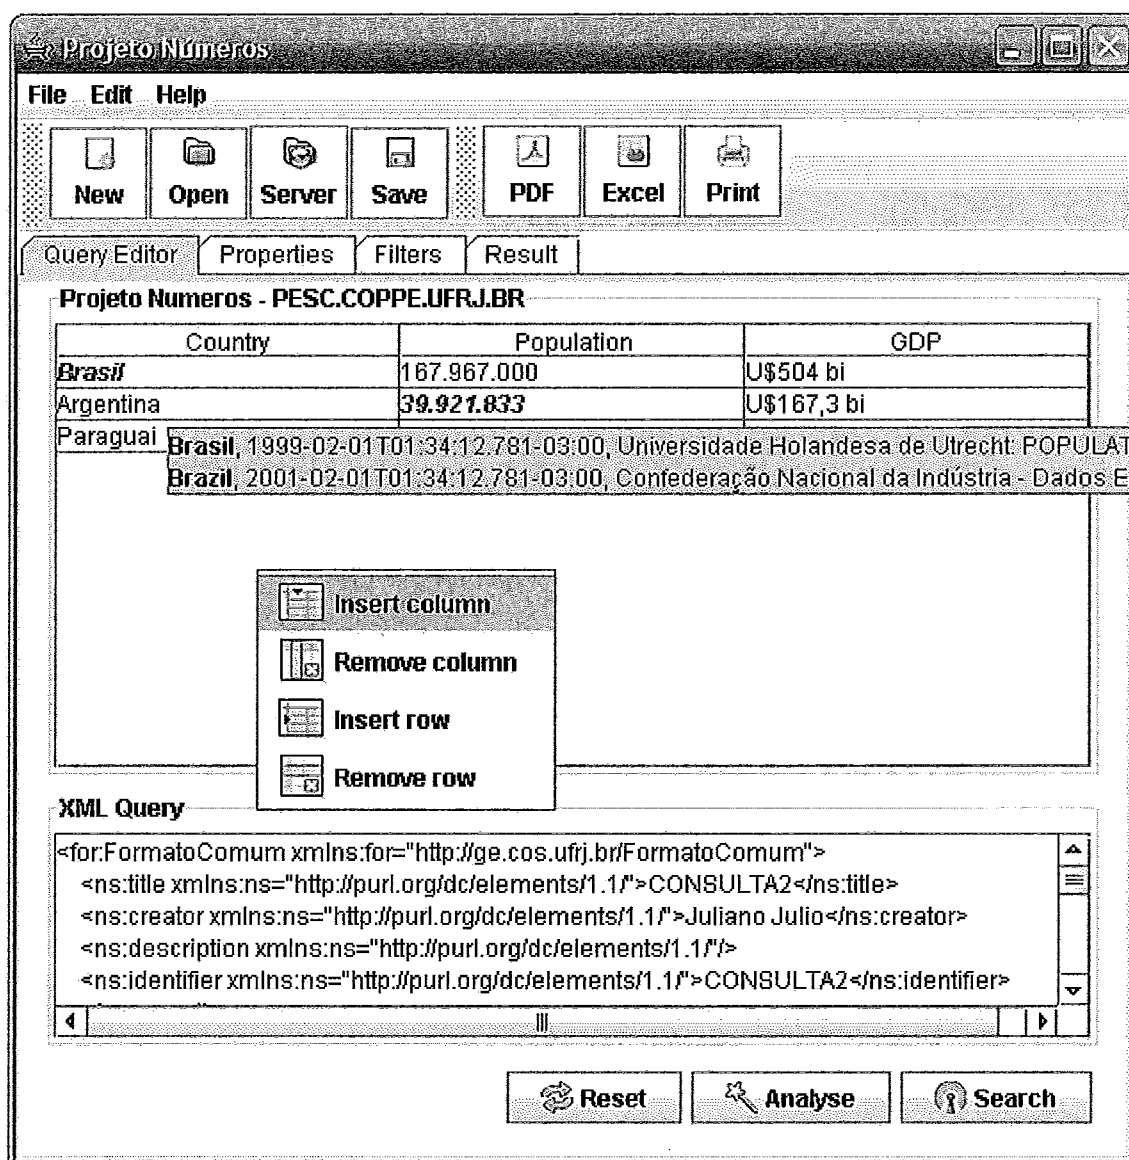 Projeto Números
File Edit Help
New Open Server Save PDF Excel Print
Query Editor Properties Filters Result
Projeto Numeros - PESC.COPPE.UFRJ.BR
Country Population GDP
Brasil 167.967.000 U$504 bi
Argentina 39.921.833 U$167,3 bi
Paraguai
Brasil, 1999-02-01T01:34:12.781-03:00, Universidade Holandesa de Utrecht: POPULAT
Brazil, 2001-02-01T01:34:12.781-03:00, Confederação Nacional da Indústria - Dados E
Insert column
Remove column
Insert row
Remove row
XML Query
<for:FormatoComum xmlns:for="http://ge.cos.ufrj.br/FormatoComum">
<ns:title xmlns:ns="http://purl.org/dc/elements/1.1/">CONSULTA2</ns:title>
<ns:creator xmlns:ns="http://purl.org/dc/elements/1.1/">Juliano Julio</ns:creator>
<ns:description xmlns:ns="http://purl.org/dc/elements/1.1/"/>
<ns:identifier xmlns:ns="http://purl.org/dc/elements/1.1/">CONSULTA2</ns:identifier>
Reset Analyse Search